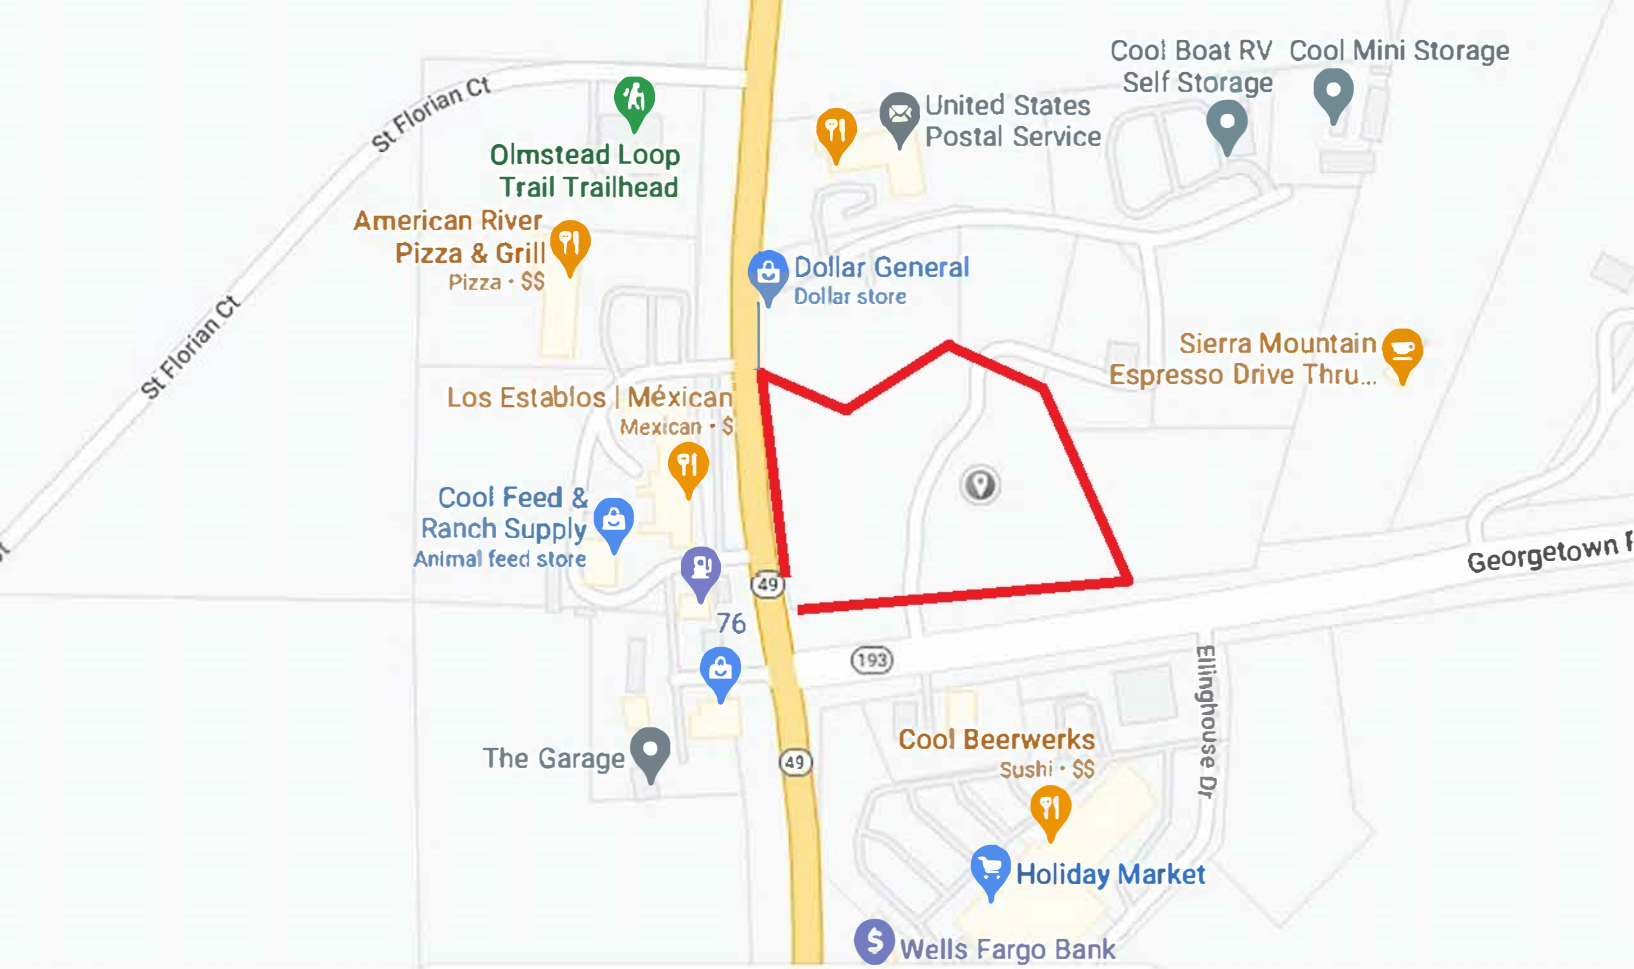 Cool Boat RV
Self Storage
Cool Mini Storage
St Florian Ct
United States
Postal Service
Olmstead Loop
Trail Trailhead
American River
Pizza & Grill
Pizza · $$
Dollar General
Dollar store
St Florian Ct
Sierra Mountain
Espresso Drive Thru...
Los Establos | Méxican
Mexican · $
Cool Feed &
Ranch Supply
Animal feed store
Georgetown R
49
76
193
Ellinghouse Dr
Cool Beerwerks
Sushi · $$
The Garage
49
Holiday Market
$
Wells Fargo Bank